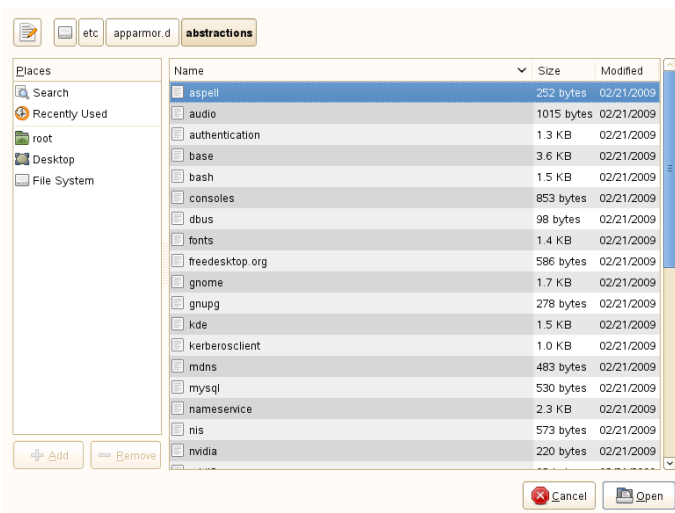 etc apparmor.d abstractions
Places
Search
Recently Used
root
Desktop
File System
Add Remove
Name Size Modified
aspell 252 bytes 02/21/2009
audio 1015 bytes 02/21/2009
authentication 1.3 KB 02/21/2009
base 3.6 KB 02/21/2009
bash 1.5 KB 02/21/2009
consoles 853 bytes 02/21/2009
dbus 98 bytes 02/21/2009
fonts 1.4 KB 02/21/2009
freedesktop.org 586 bytes 02/21/2009
gnome 1.7 KB 02/21/2009
gnupg 278 bytes 02/21/2009
kde 1.5 KB 02/21/2009
kerberosclient 1.0 KB 02/21/2009
mdns 483 bytes 02/21/2009
mysql 530 bytes 02/21/2009
nameservice 2.3 KB 02/21/2009
nis 573 bytes 02/21/2009
nvidia 220 bytes 02/21/2009
Cancel Open